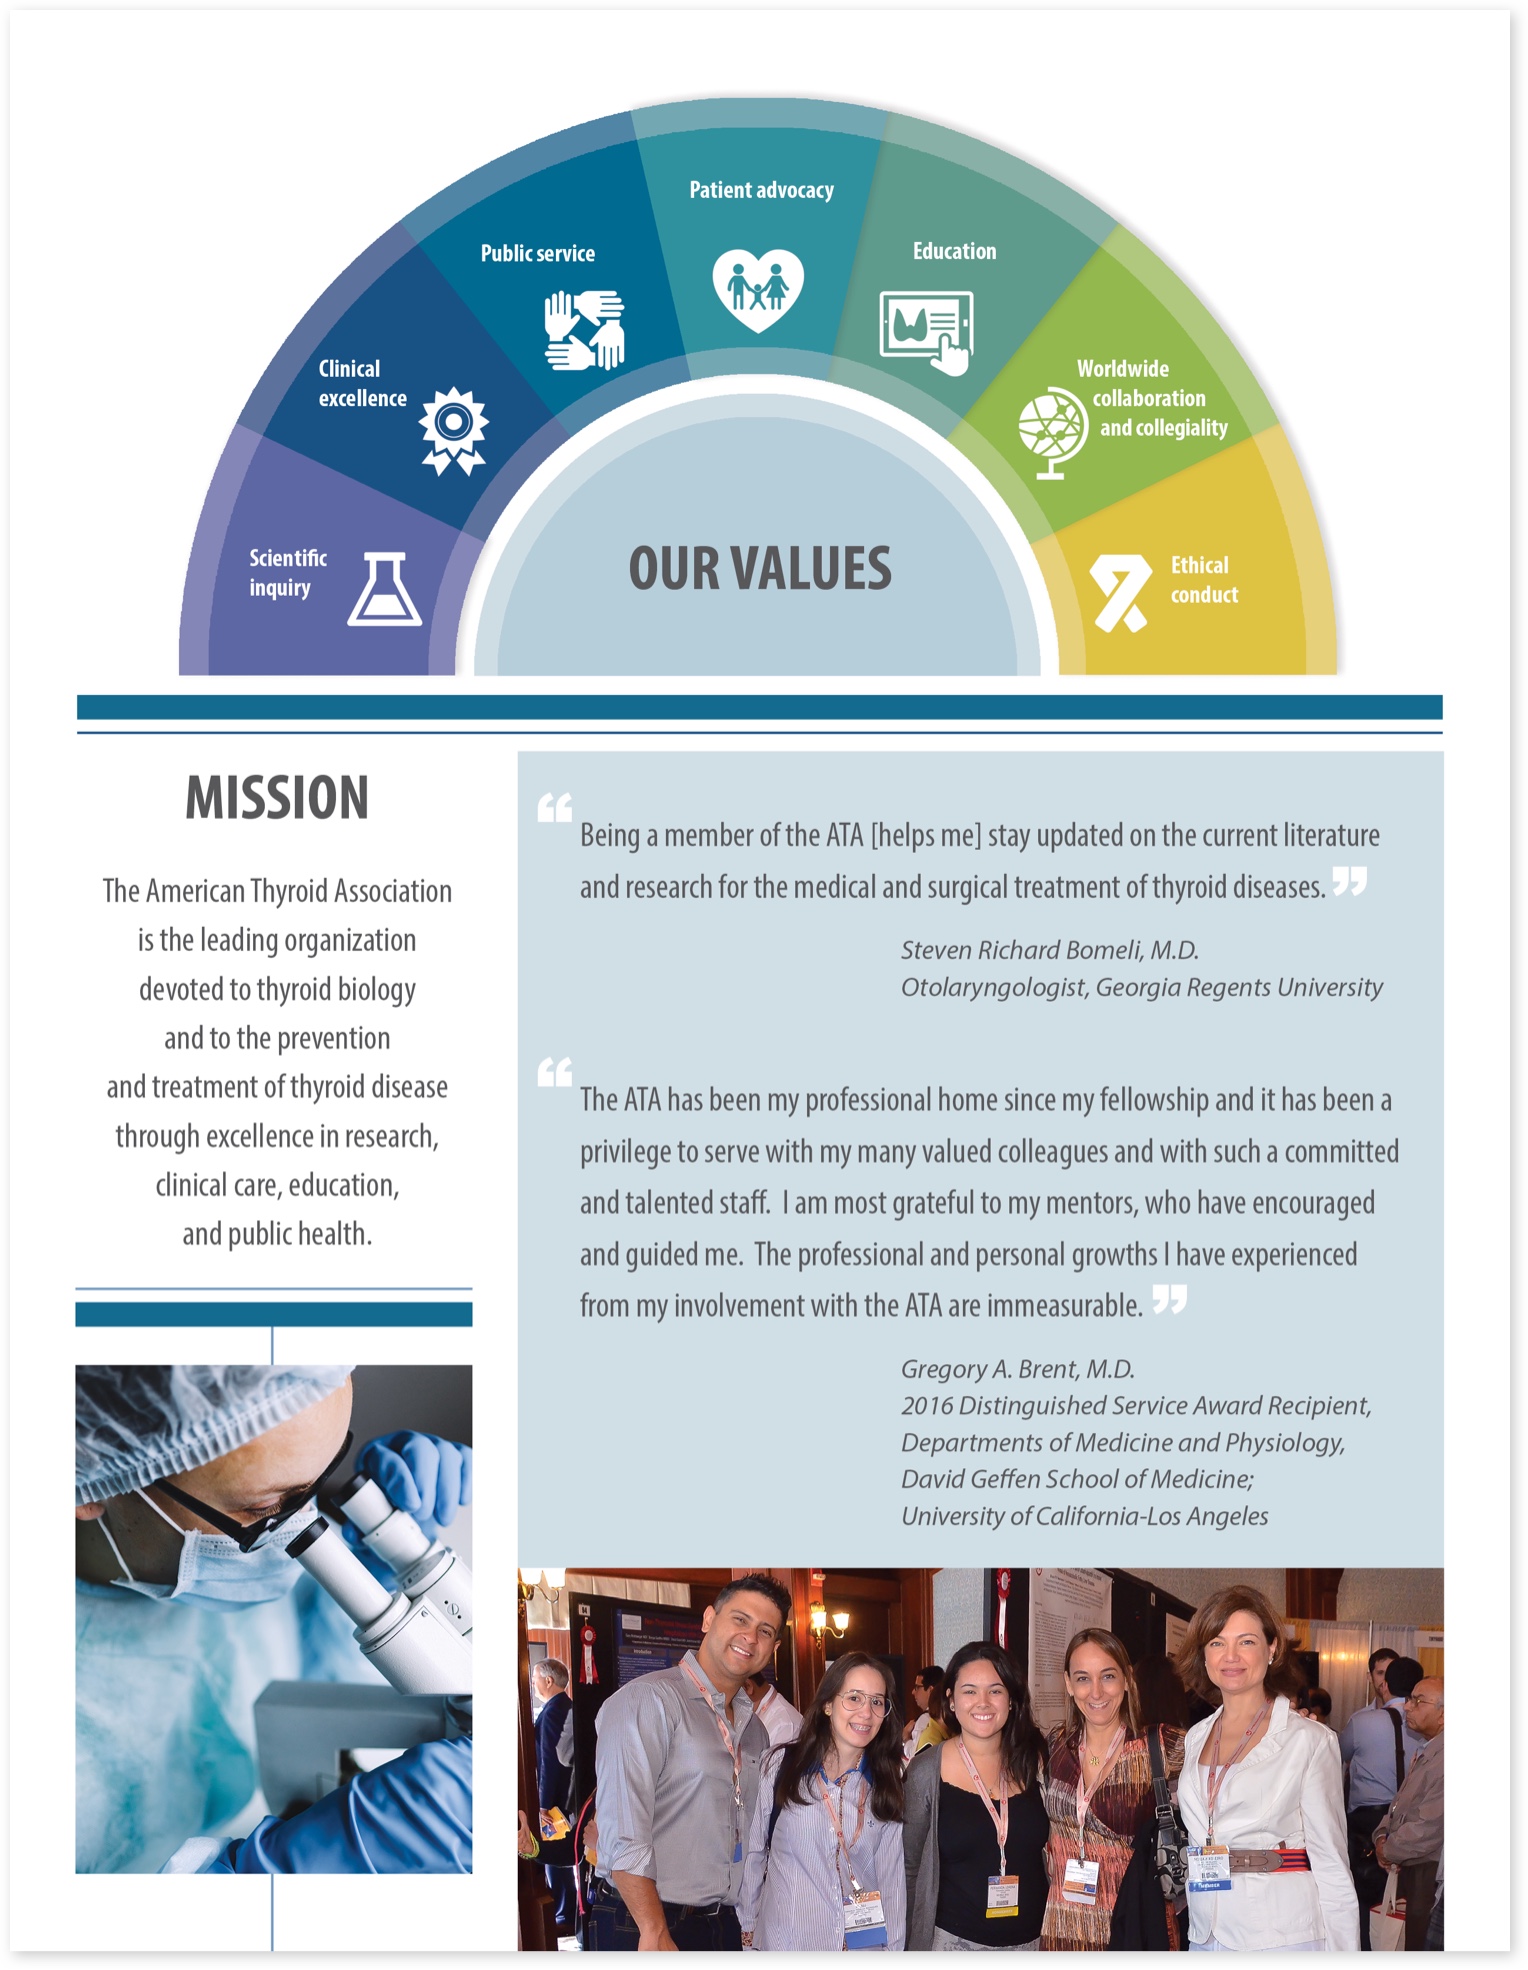 Patient advocacy
Public service
Education
Clinical
excellence
Worldwide
collaboration
and collegiality
Scientific
inquiry
Ethical
conduct
OUR VALUES
MISSION
The American Thyroid Association
is the leading organization
devoted to thyroid biology
and to the prevention
and treatment of thyroid disease
through excellence in research,
clinical care, education,
and public health.
“Being a member of the ATA [helps me] stay updated on the current literature
and research for the medical and surgical treatment of thyroid diseases.”
Steven Richard Bomeli, M.D.
Otolaryngologist, Georgia Regents University
“The ATA has been my professional home since my fellowship and it has been a
privilege to serve with my many valued colleagues and with such a committed
and talented staff.  I am most grateful to my mentors, who have encouraged
and guided me.  The professional and personal growths I have experienced
from my involvement with the ATA are immeasurable.”
Gregory A. Brent, M.D.
2016 Distinguished Service Award Recipient,
Departments of Medicine and Physiology,
David Geffen School of Medicine;
University of California-Los Angeles